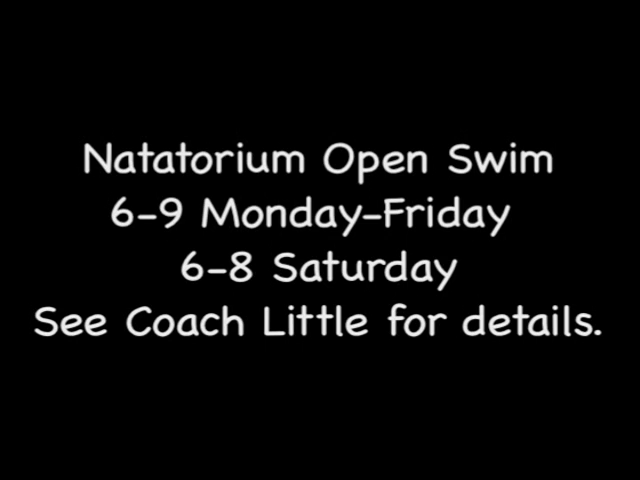 Natatorium Open Swim
6-9 Monday-Friday
6-8 Saturday
See Coach Little for details.